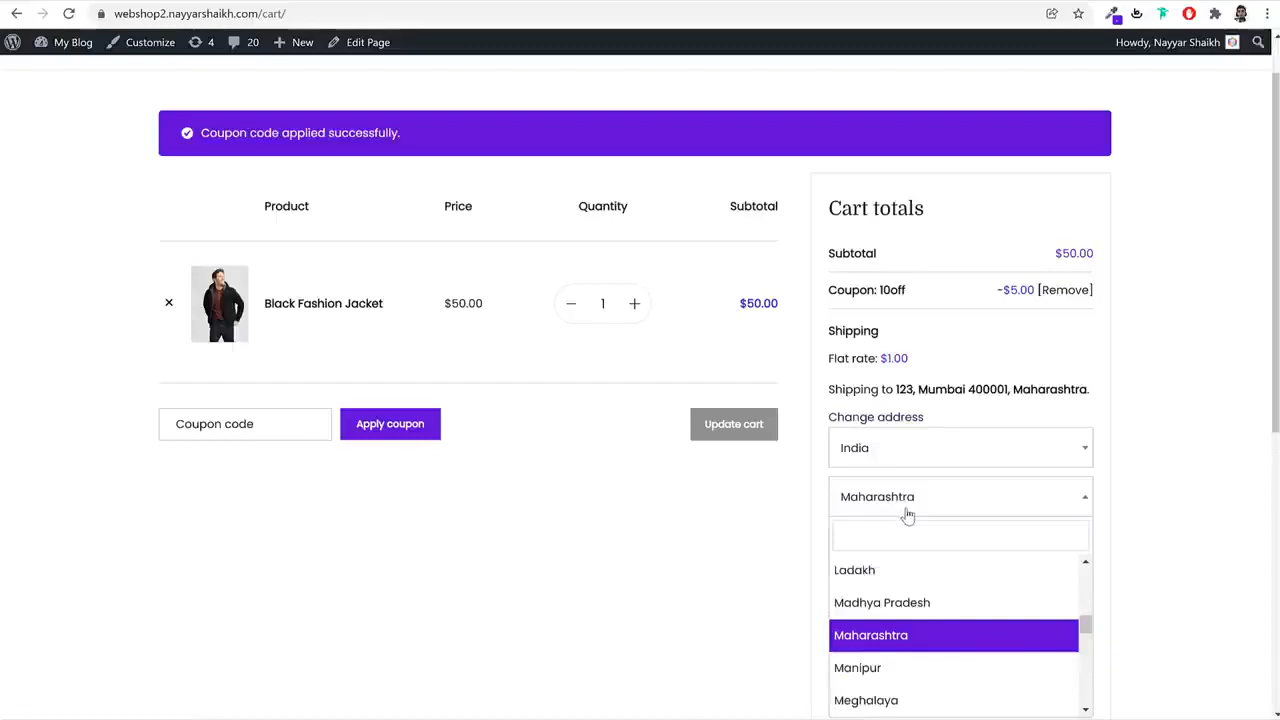 webshop2.nayyarshaikh.com/cart/
My Blog Customize 4 20 New Edit Page Howdy, Nayyar Shaikh
Coupon code applied successfully.
Product Price Quantity Subtotal
Black Fashion Jacket $50.00 1 $50.00
Coupon code Apply coupon Update cart
Cart totals
Subtotal $50.00
Coupon: 10off -$5.00 [Remove]
Shipping
Flat rate: $1.00
Shipping to 123, Mumbai 400001, Maharashtra.
Change address
India
Maharashtra
Ladakh
Madhya Pradesh
Maharashtra
Manipur
Meghalaya